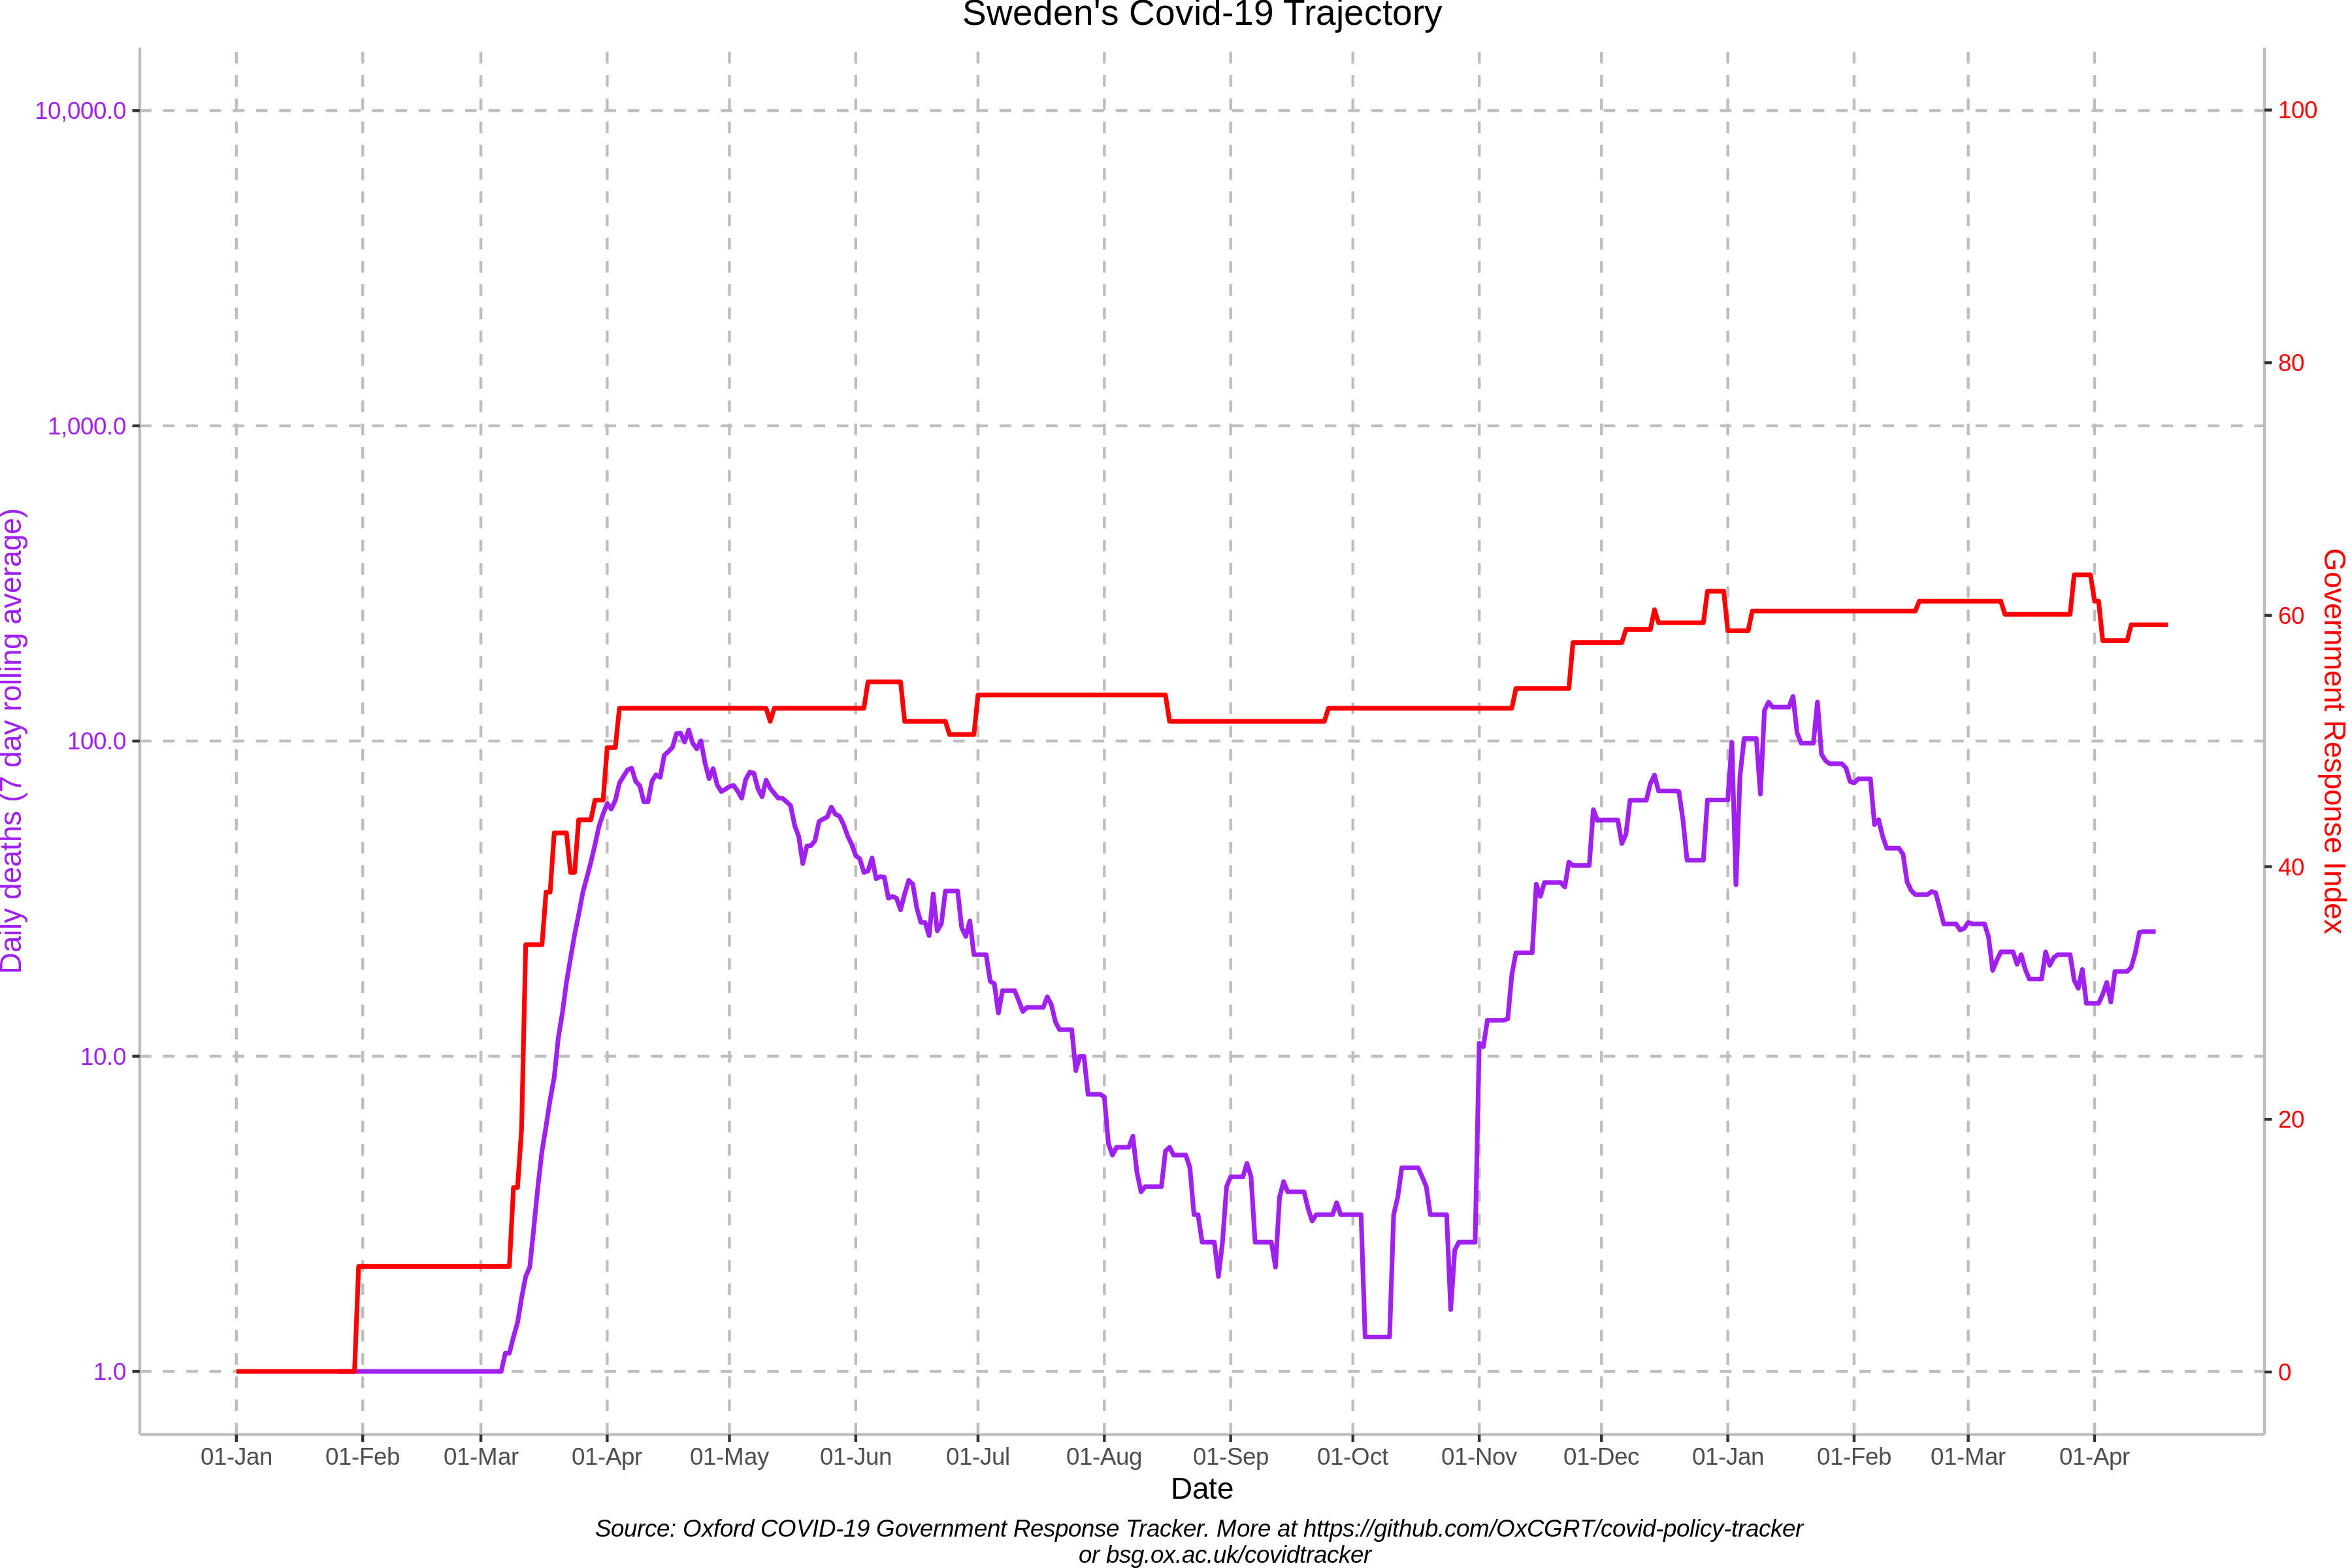 Sweden's Covid-19 Trajectory
10,000.0
1,000.0
100.0
10.0
1.0
Daily deaths (7 day rolling average)
100
80
60
40
20
0
Government Response Index
01-Jan 01-Feb 01-Mar 01-Apr 01-May 01-Jun 01-Jul 01-Aug 01-Sep 01-Oct 01-Nov 01-Dec 01-Jan 01-Feb 01-Mar 01-Apr
Date
Source: Oxford COVID-19 Government Response Tracker. More at https://github.com/OxCGRT/covid-policy-tracker
or bsg.ox.ac.uk/covidtracker